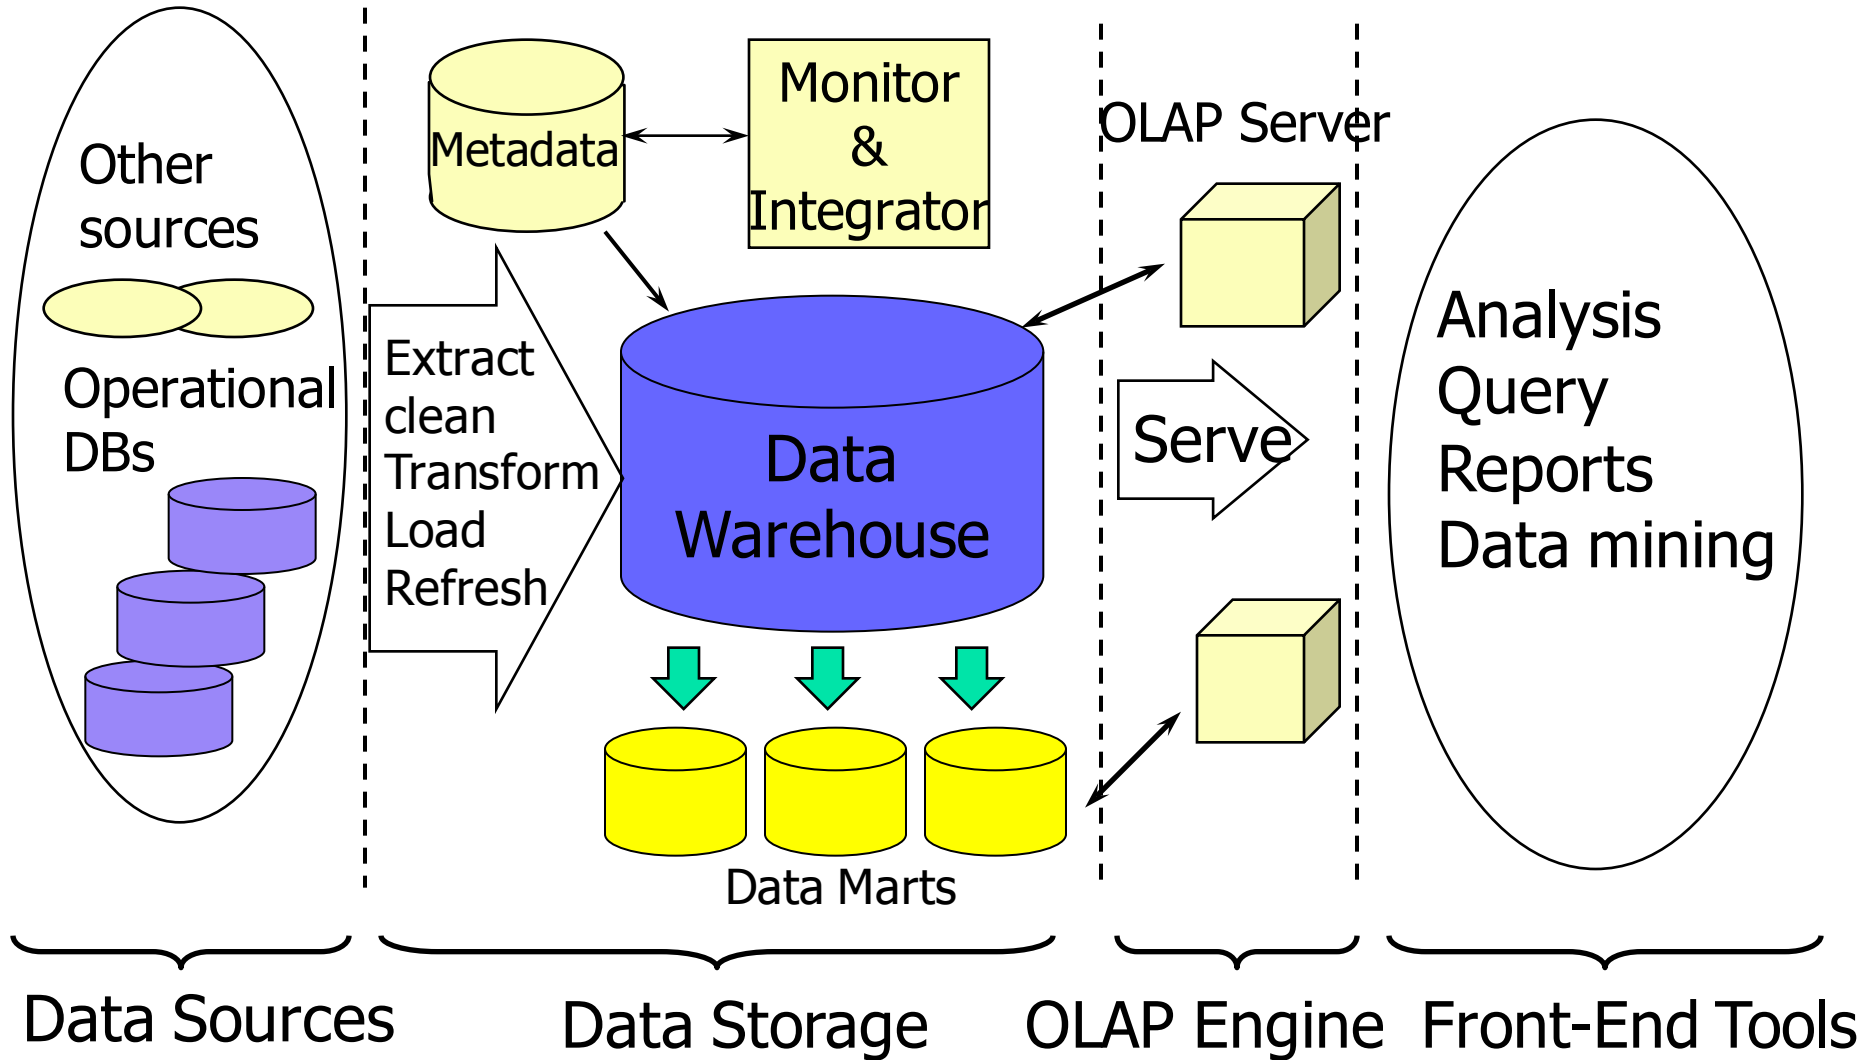 Other
sources
Operational
DBs
Metadata
Monitor
&
Integrator
Extract
clean
Transform
Load
Refresh
Data
Warehouse
Data Marts
OLAP Server
Serve
Analysis
Query
Reports
Data mining
Data Sources
Data Storage
OLAP Engine
Front-End Tools